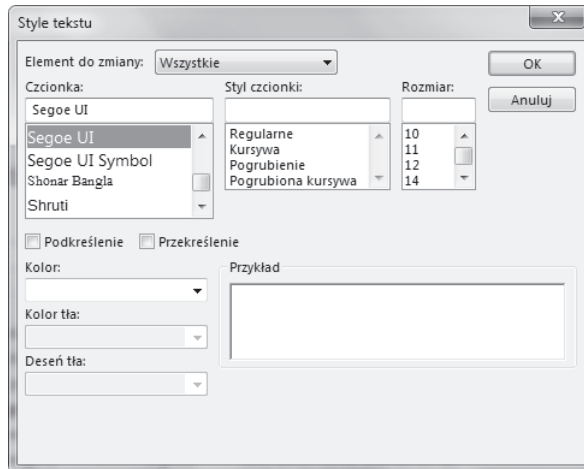 Style tekstu
Element do zmiany: Wszystkie
OK
Czcionka: Styl czcionki: Rozmiar:
Anuluj
Segoe UI
Segoe UI Regularne 10
Segoe UI Symbol Kursywa 11
Shonar Bangla Pogrubienie 12
Shruti Pogrubiona kursywa 14
Podkreślenie Przekreślenie
Kolor: Przykład
Kolor tła:
Deseń tła: